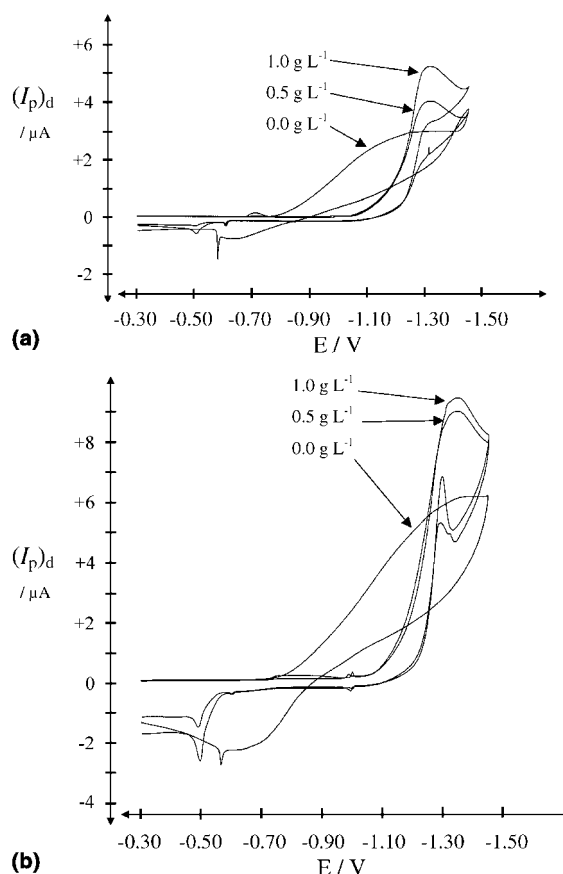 +6
1.0 g L⁻¹
(Iₚ)d
+4
0.5 g L⁻¹
/ μA
0.0 g L⁻¹
+2
0
-2
-0.30 -0.50 -0.70 -0.90 -1.10 -1.30 -1.50
(a)
E / V
1.0 g L⁻¹
+8
0.5 g L⁻¹
0.0 g L⁻¹
+6
(Iₚ)d
+4
/ μA
+2
0
-2
-4
-0.30 -0.50 -0.70 -0.90 -1.10 -1.30 -1.50
(b)
E / V